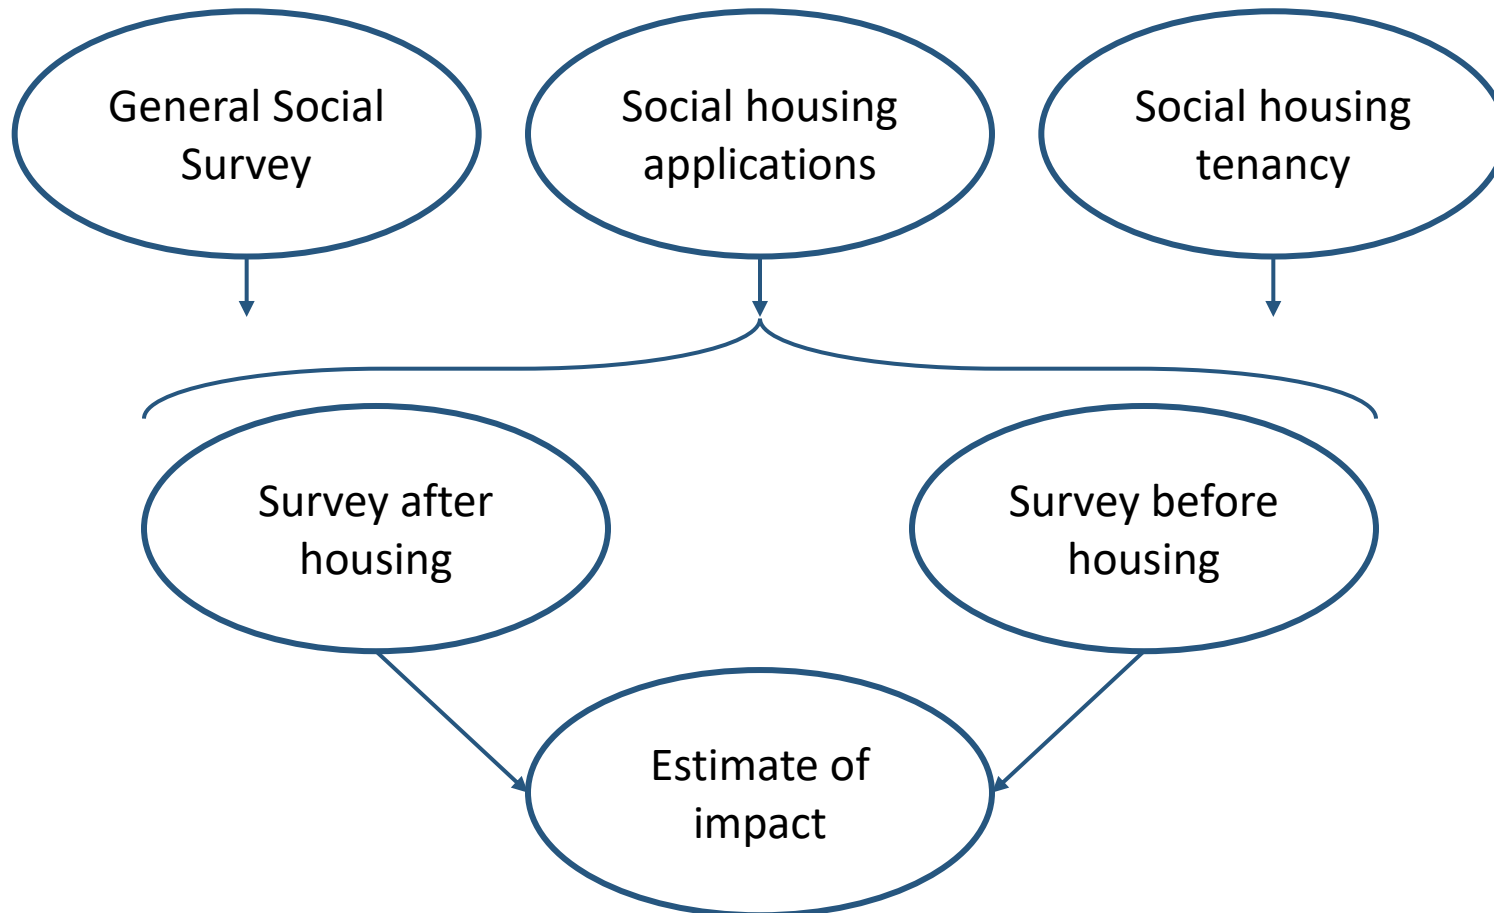 General Social
Survey
Social housing
applications
Social housing
tenancy
Survey after
housing
Survey before
housing
Estimate of
impact